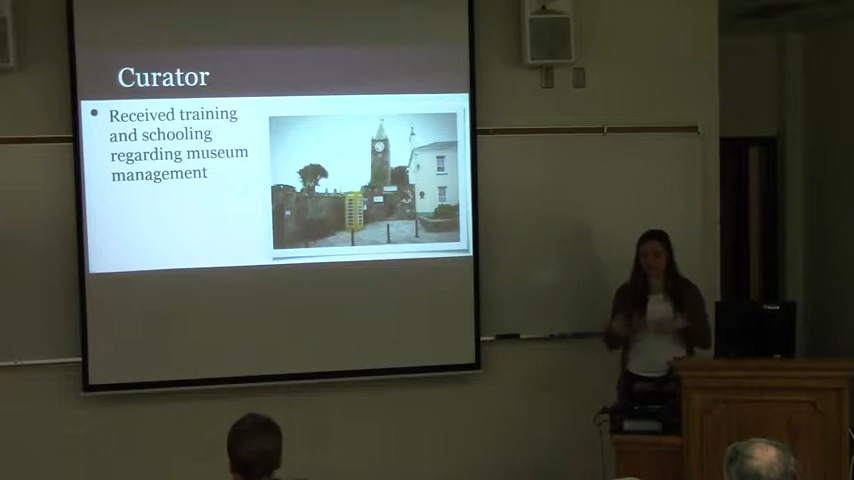 Curator
• Received training
and schooling
regarding museum
management